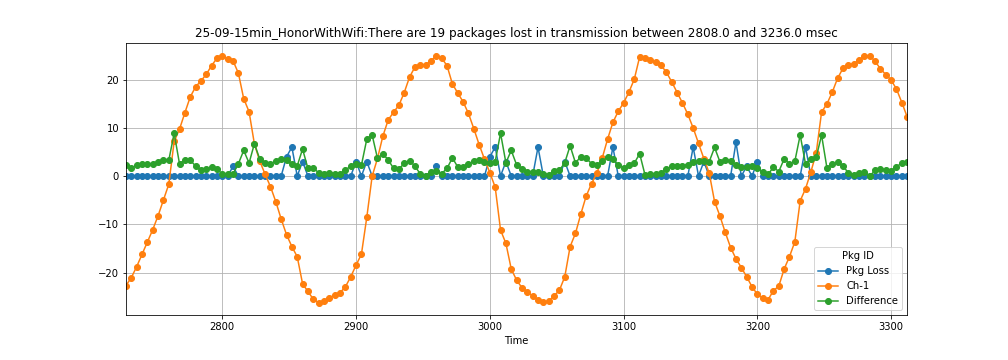 25-09-15min_HonorWithWifi:There are 19 packages lost in transmission between 2808.0 and 3236.0 msec
20
10
0
−10
−20
2800 2900 3000 3100 3200 3300
Time
Pkg ID
Pkg Loss
Ch-1
Difference